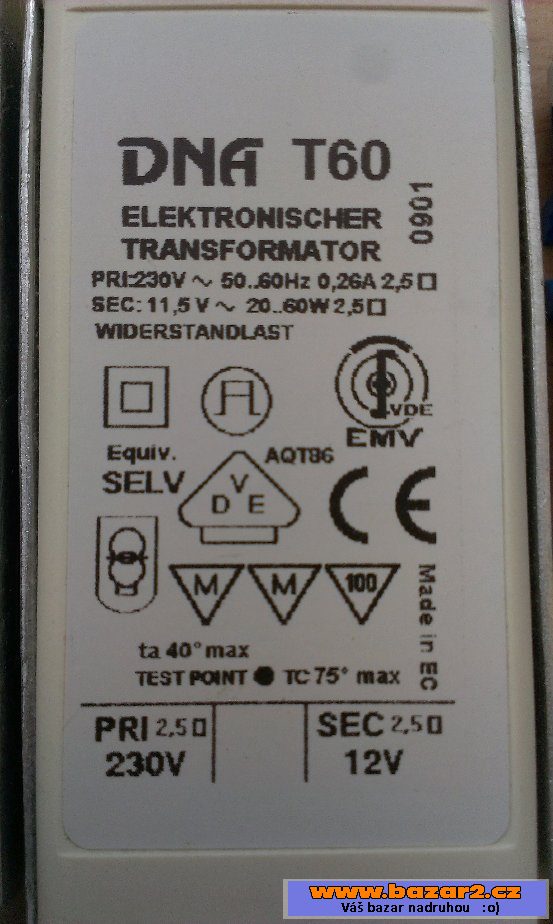 DNA T60
0901
ELEKTRONISCHER
TRANSFORMATOR
PRI:230V ~ 50..60Hz 0,26A 2,5□
SEC: 11,5 V ~ 20..60W 2,5□
WIDERSTANDLAST
VDE
EMV
Equiv.
SELV
AQT86
V
D E
CE
M M 100
Made in EC
ta 40° max
TEST POINT ● TC 75° max
PRI 2,5□
230V
SEC 2,5□
12V
www.bazar2.cz
Váš bazar nadruhou :o)